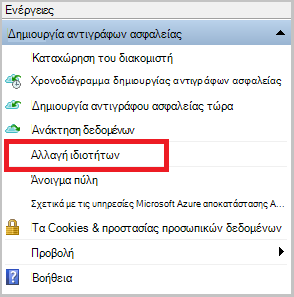 Ενέργειες
Δημιουργία αντιγράφων ασφαλείας
Καταχώρηση του διακομιστή
Χρονοδιάγραμμα δημιουργίας αντιγράφων ασφαλείας
Δημιουργία αντιγράφου ασφαλείας τώρα
Ανάκτηση δεδομένων
Αλλαγή ιδιοτήτων
Άνοιγμα πύλη
Σχετικά με τις υπηρεσίες Microsoft Azure αποκατάστασης Α...
Τα Cookies & προστασίας προσωπικών δεδομένων
Προβολή
Βοήθεια